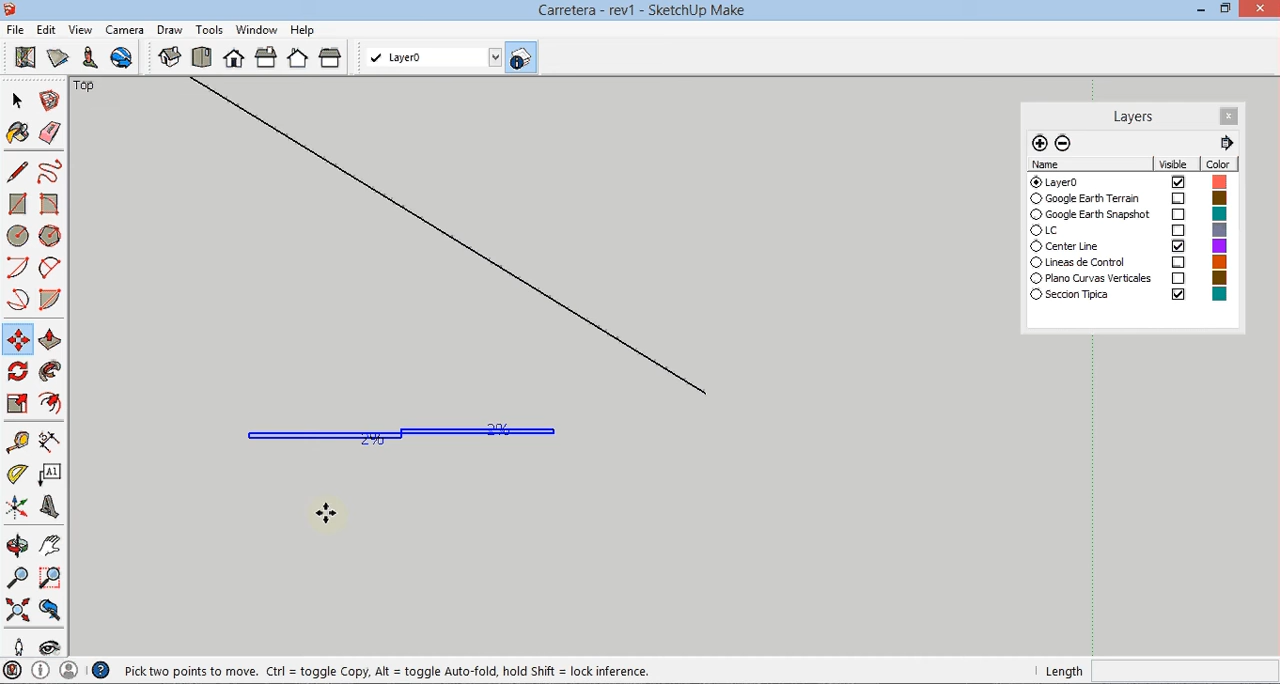 Carretera - rev1 - SketchUp Make
File Edit View Camera Draw Tools Window Help
Layer0
Top
Layers
Name Visible Color
Layer0
Google Earth Terrain
Google Earth Snapshot
LC
Center Line
Lineas de Control
Plano Curvas Verticales
Seccion Tipica
2%
2%
A1
Pick two points to move. Ctrl = toggle Copy, Alt = toggle Auto-fold, hold Shift = lock inference.
Length